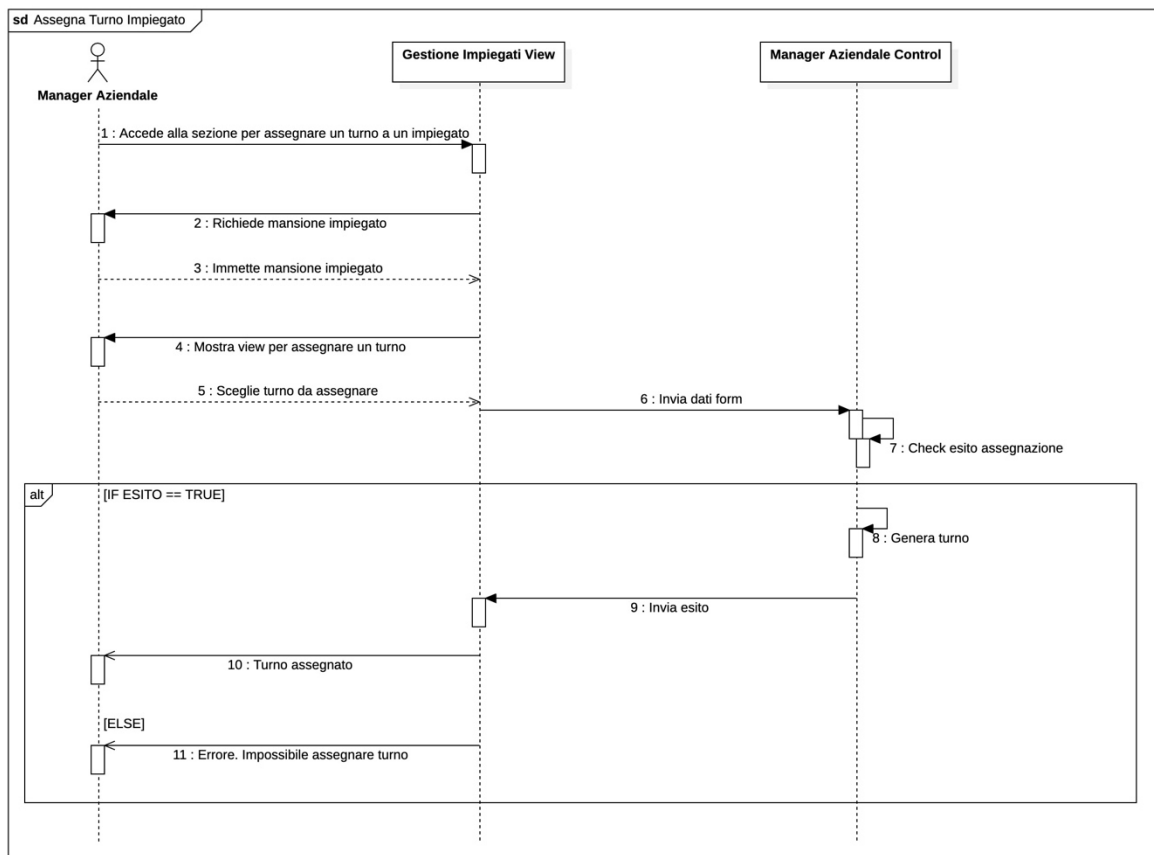 sd Assegna Turno Impiegato
Gestione Impiegati View
Manager Aziendale Control
Manager Aziendale
1 : Accede alla sezione per assegnare un turno a un impiegato
2 : Richiede mansione impiegato
3 : Immette mansione impiegato
4 : Mostra view per assegnare un turno
5 : Sceglie turno da assegnare
6 : Invia dati form
7 : Check esito assegnazione
alt
[IF ESITO == TRUE]
8 : Genera turno
9 : Invia esito
10 : Turno assegnato
[ELSE]
11 : Errore. Impossibile assegnare turno